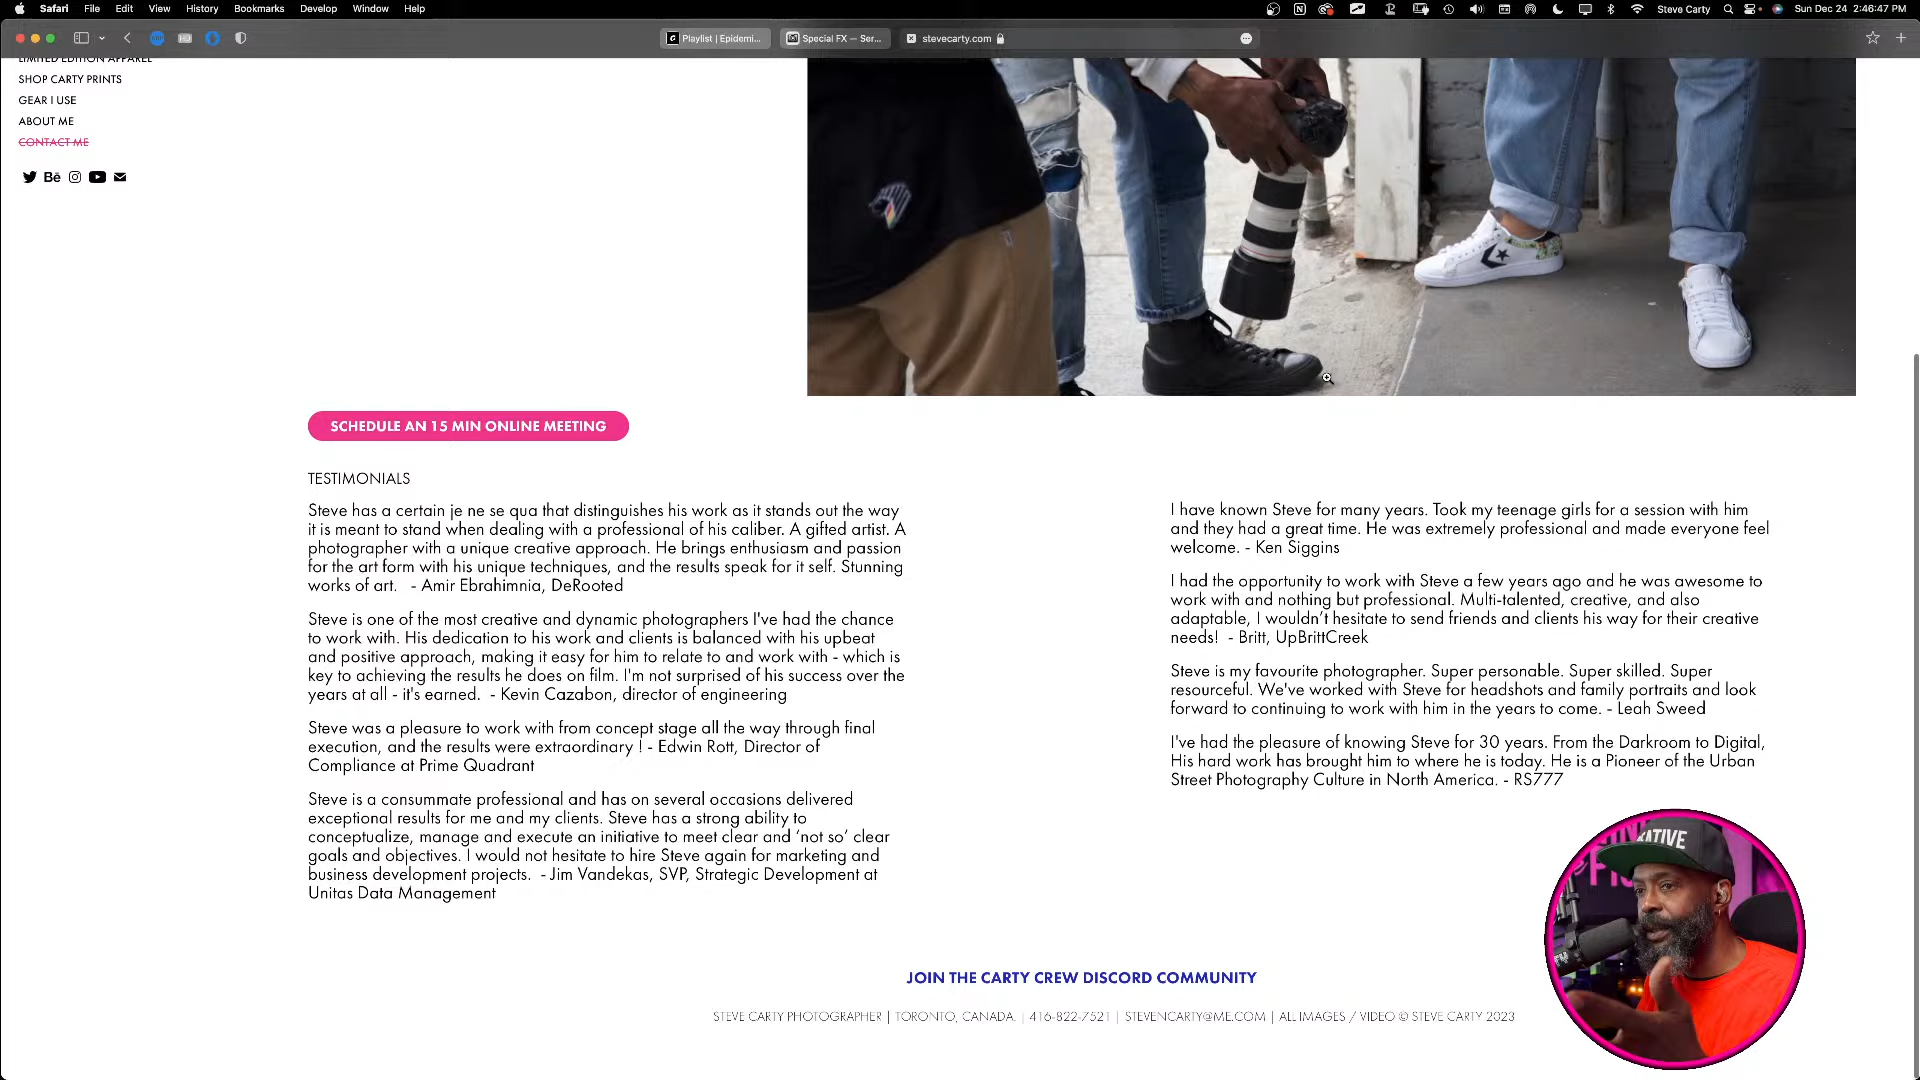 Safari File Edit View History Bookmarks Develop Window Help
Steve Carty Sun Dec 24 2:46:47 PM
Playlist | Epidemi... Special FX — Ser... stevecarty.com
LIMITED EDITION APPAREL
SHOP CARTY PRINTS
GEAR I USE
ABOUT ME
CONTACT ME
Bē
SCHEDULE AN 15 MIN ONLINE MEETING
TESTIMONIALS
Steve has a certain je ne se qua that distinguishes his work as it stands out the way
it is meant to stand when dealing with a professional of his caliber. A gifted artist. A
photographer with a unique creative approach. He brings enthusiasm and passion
for the art form with his unique techniques, and the results speak for it self. Stunning
works of art. - Amir Ebrahimnia, DeRooted
Steve is one of the most creative and dynamic photographers I've had the chance
to work with. His dedication to his work and clients is balanced with his upbeat
and positive approach, making it easy for him to relate to and work with - which is
key to achieving the results he does on film. I'm not surprised of his success over the
years at all - it's earned. - Kevin Cazabon, director of engineering
Steve was a pleasure to work with from concept stage all the way through final
execution, and the results were extraordinary ! - Edwin Rott, Director of
Compliance at Prime Quadrant
Steve is a consummate professional and has on several occasions delivered
exceptional results for me and my clients. Steve has a strong ability to
conceptualize, manage and execute an initiative to meet clear and ‘not so’ clear
goals and objectives. I would not hesitate to hire Steve again for marketing and
business development projects. - Jim Vandekas, SVP, Strategic Development at
Unitas Data Management
I have known Steve for many years. Took my teenage girls for a session with him
and they had a great time. He was extremely professional and made everyone feel
welcome. - Ken Siggins
I had the opportunity to work with Steve a few years ago and he was awesome to
work with and nothing but professional. Multi-talented, creative, and also
adaptable, I wouldn’t hesitate to send friends and clients his way for their creative
needs! - Britt, UpBrittCreek
Steve is my favourite photographer. Super personable. Super skilled. Super
resourceful. We've worked with Steve for headshots and family portraits and look
forward to continuing to work with him in the years to come. - Leah Sweed
I've had the pleasure of knowing Steve for 30 years. From the Darkroom to Digital,
His hard work has brought him to where he is today. He is a Pioneer of the Urban
Street Photography Culture in North America. - RS777
JOIN THE CARTY CREW DISCORD COMMUNITY
STEVE CARTY PHOTOGRAPHER | TORONTO, CANADA. | 416-822-7521 | STEVENCARTY@ME.COM | ALL IMAGES / VIDEO © STEVE CARTY 2023